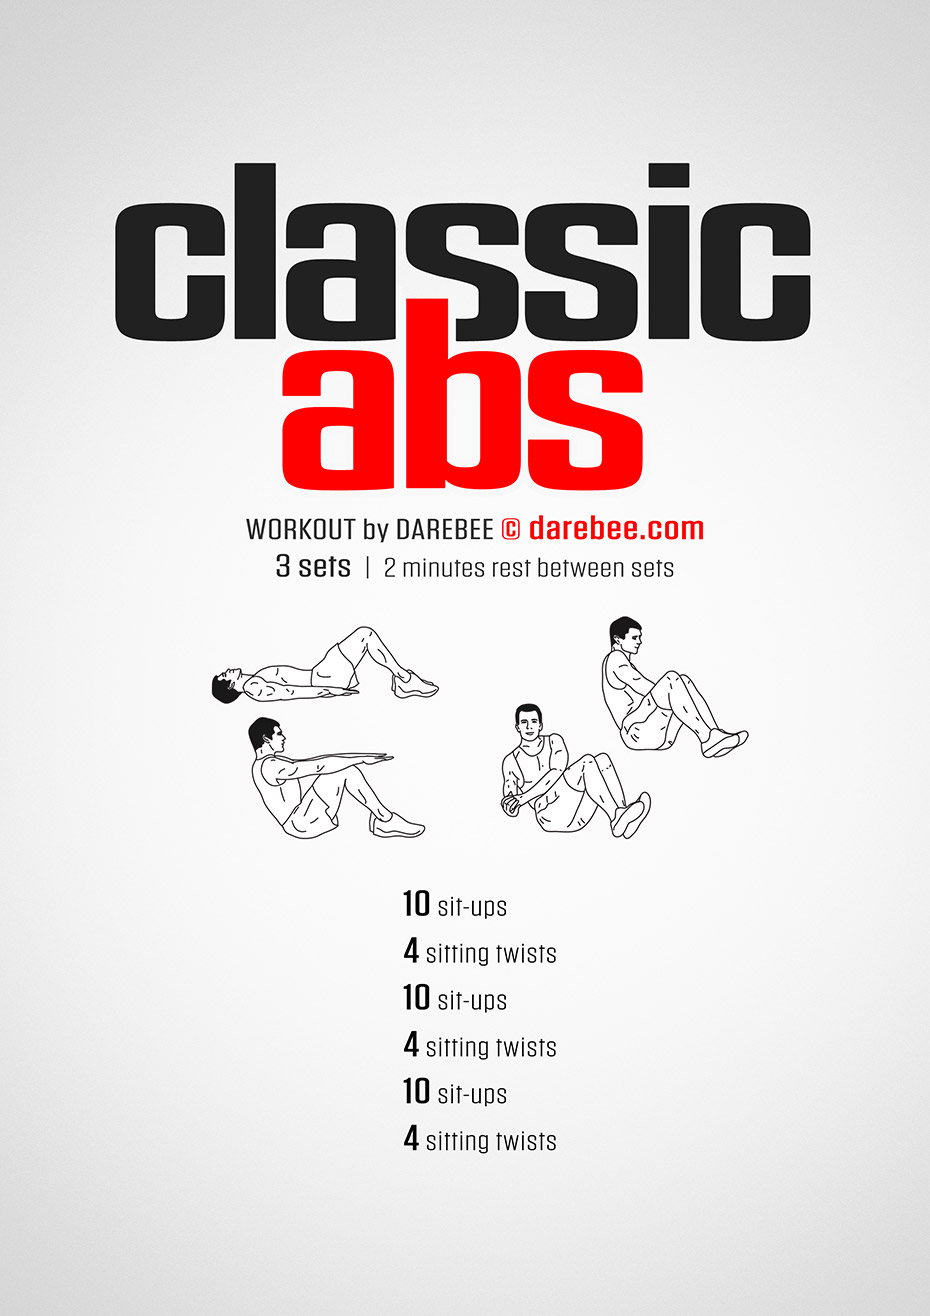 classic
abs
WORKOUT by DAREBEE © darebee.com
3 sets | 2 minutes rest between sets
10 sit-ups
4 sitting twists
10 sit-ups
4 sitting twists
10 sit-ups
4 sitting twists